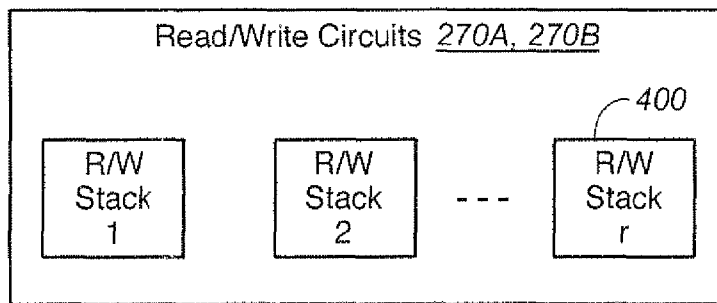 Read/Write Circuits 270A, 270B
400
R/W
Stack
1
R/W
Stack
2
---
R/W
Stack
r